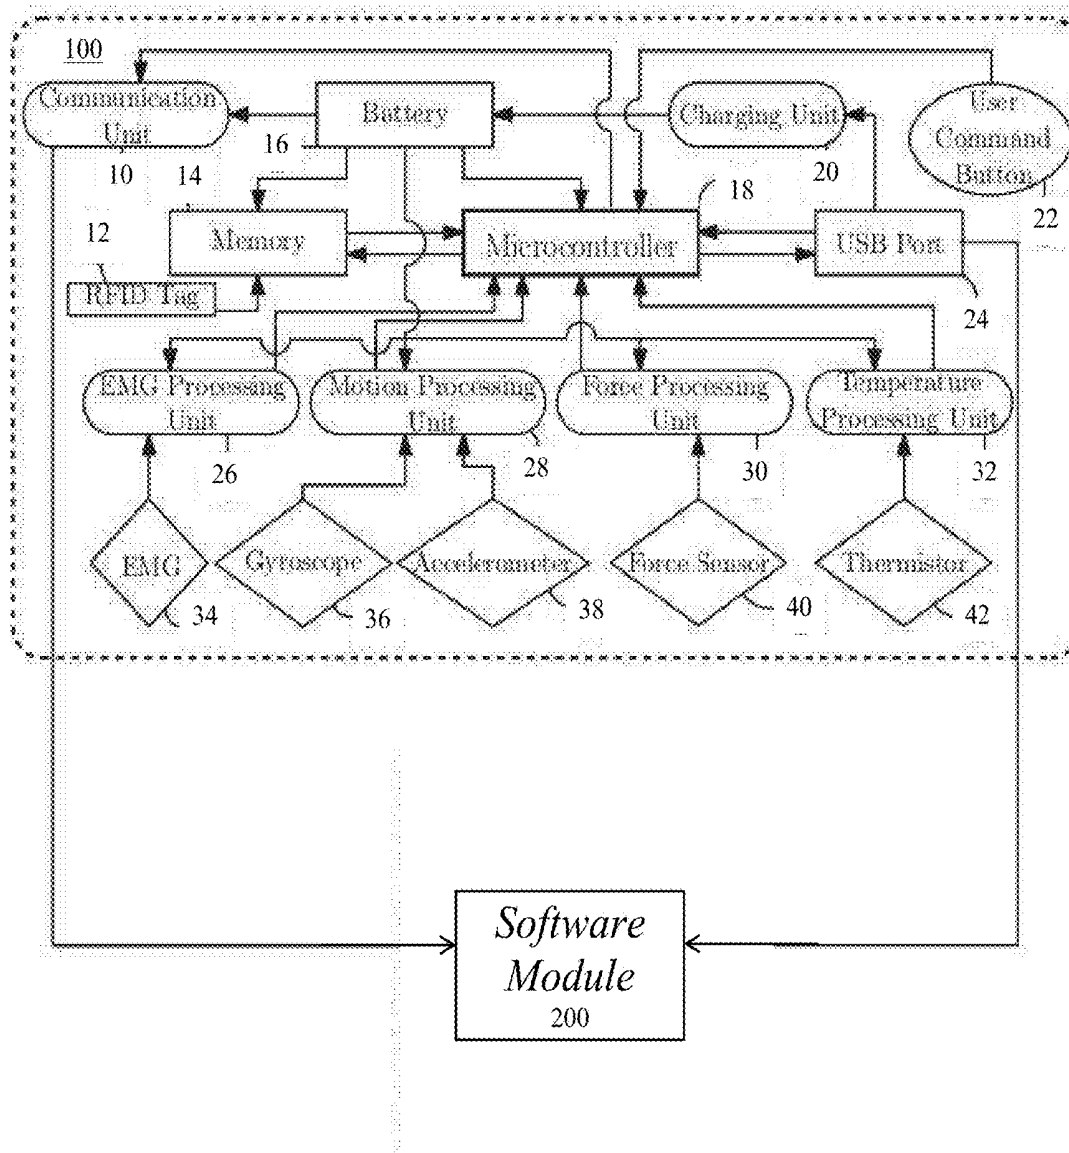 100
Communication
Unit
10
14
16
Battery
Charging Unit
20
User
Command
Button
22
12
RFID Tag
Memory
Microcontroller
18
USB Port
24
EMG Processing
Unit
26
Motion Processing
Unit
28
Force Processing
Unit
30
Temperature
Processing Unit
32
EMG
34
Gyroscope
36
Accelerometer
38
Force Sensor
40
Thermistor
42
Software
Module
200